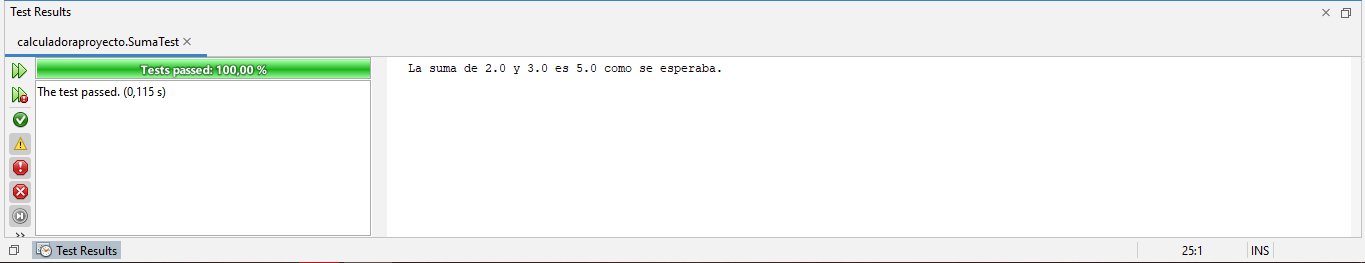 Test Results
calculadoraproyecto.SumaTest
Tests passed: 100,00 %
The test passed. (0,115 s)
La suma de 2.0 y 3.0 es 5.0 como se esperaba.
Test Results
25:1
INS